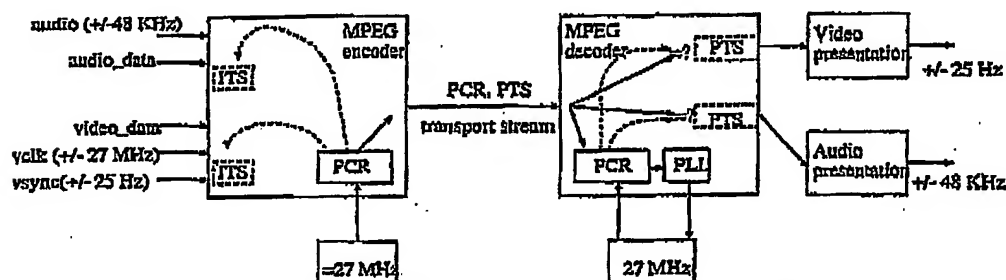 audio (+/-48 KHz)
audio_data
ITS
video_data
vclk (+/- 27 MHz)
vsync(+/- 25 Hz)
ITS
MPEG
encoder
PCR
=27 MHz
PCR, PTS
transport stream
MPEG
decoder
PTS
PTS
PCR
PLL
27 MHz
Video
presentation
+/-25 Hz
Audio
presentation
+/-48 KHz